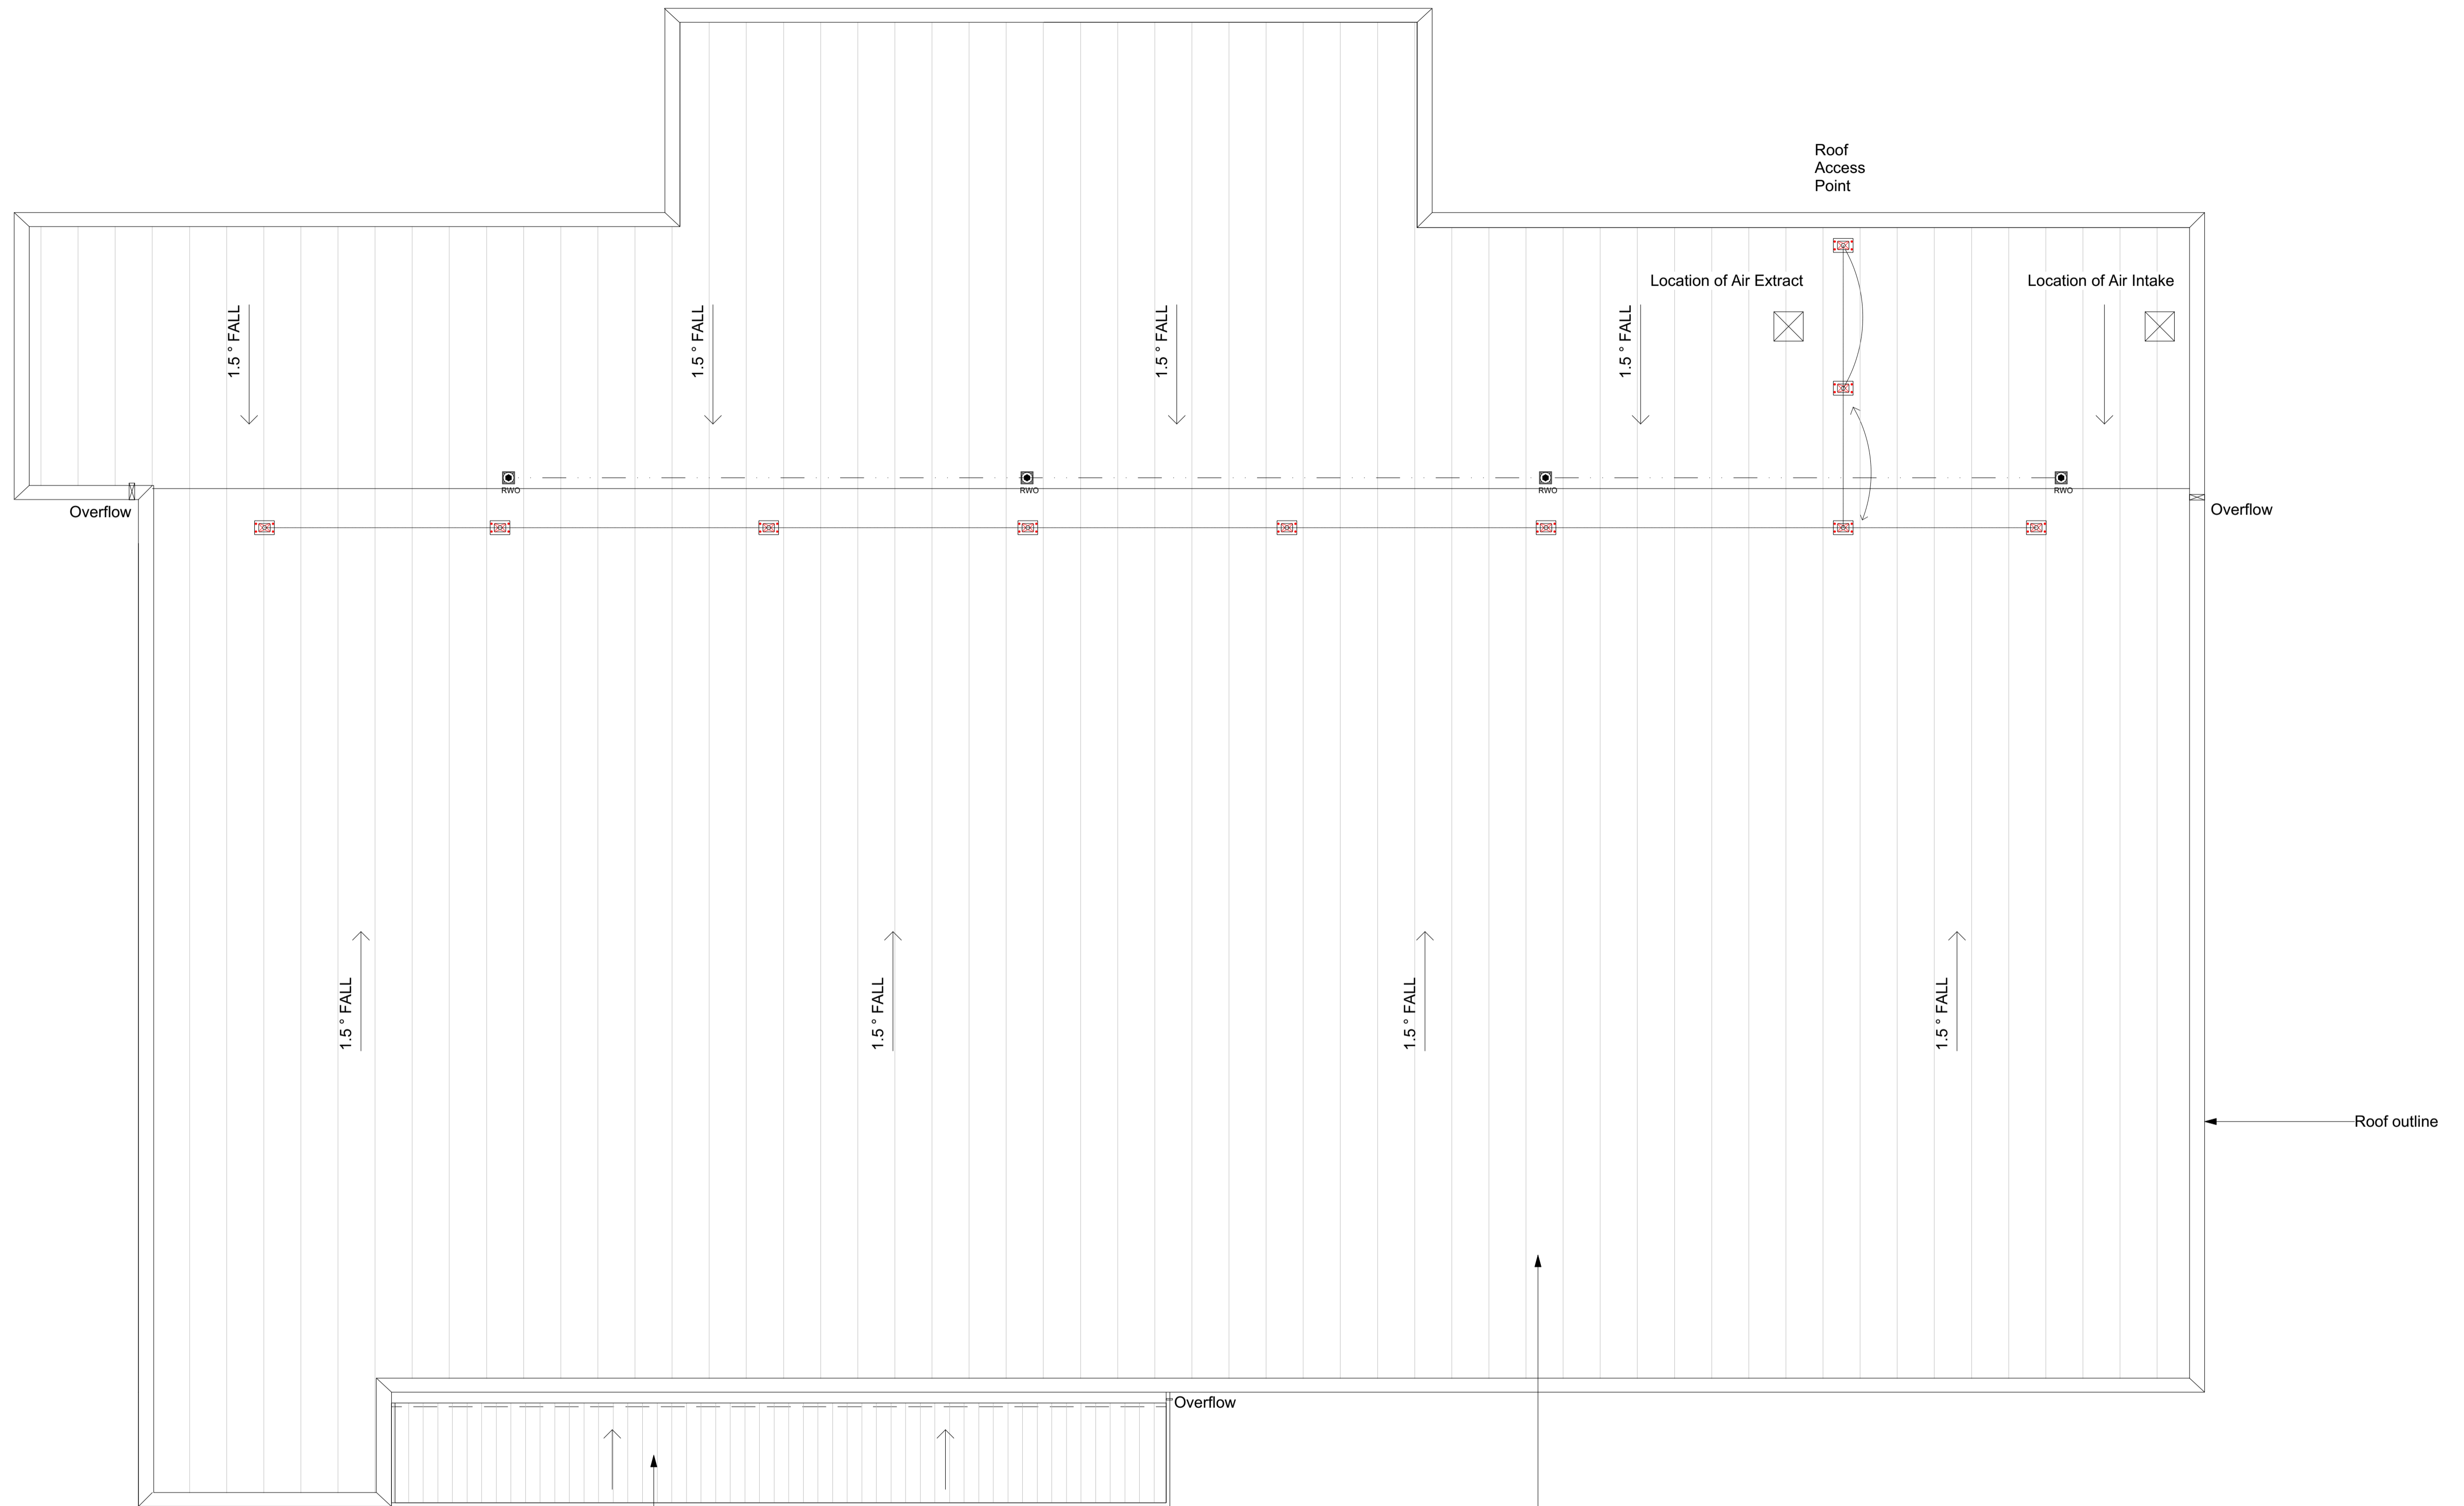 Roof
Access
Point
Location of Air Extract
Location of Air Intake
1.5 ° FALL
1.5 ° FALL
1.5 ° FALL
1.5 ° FALL
RWO
RWO
RWO
RWO
Overflow
Overflow
1.5 ° FALL
1.5 ° FALL
1.5 ° FALL
1.5 ° FALL
Roof outline
Overflow